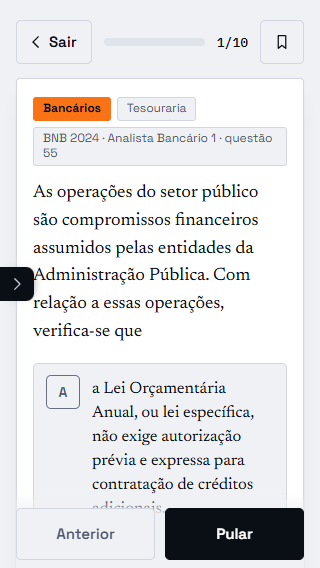 Sair
1/10
Bancários
Tesouraria
BNB 2024 · Analista Bancário 1 · questão
55
As operações do setor público
são compromissos financeiros
assumidos pelas entidades da
Administração Pública. Com
relação a essas operações,
verifica-se que
A
a Lei Orçamentária
Anual, ou lei específica,
não exige autorização
prévia e expressa para
contratação de créditos
adicionais,
Anterior
Pular